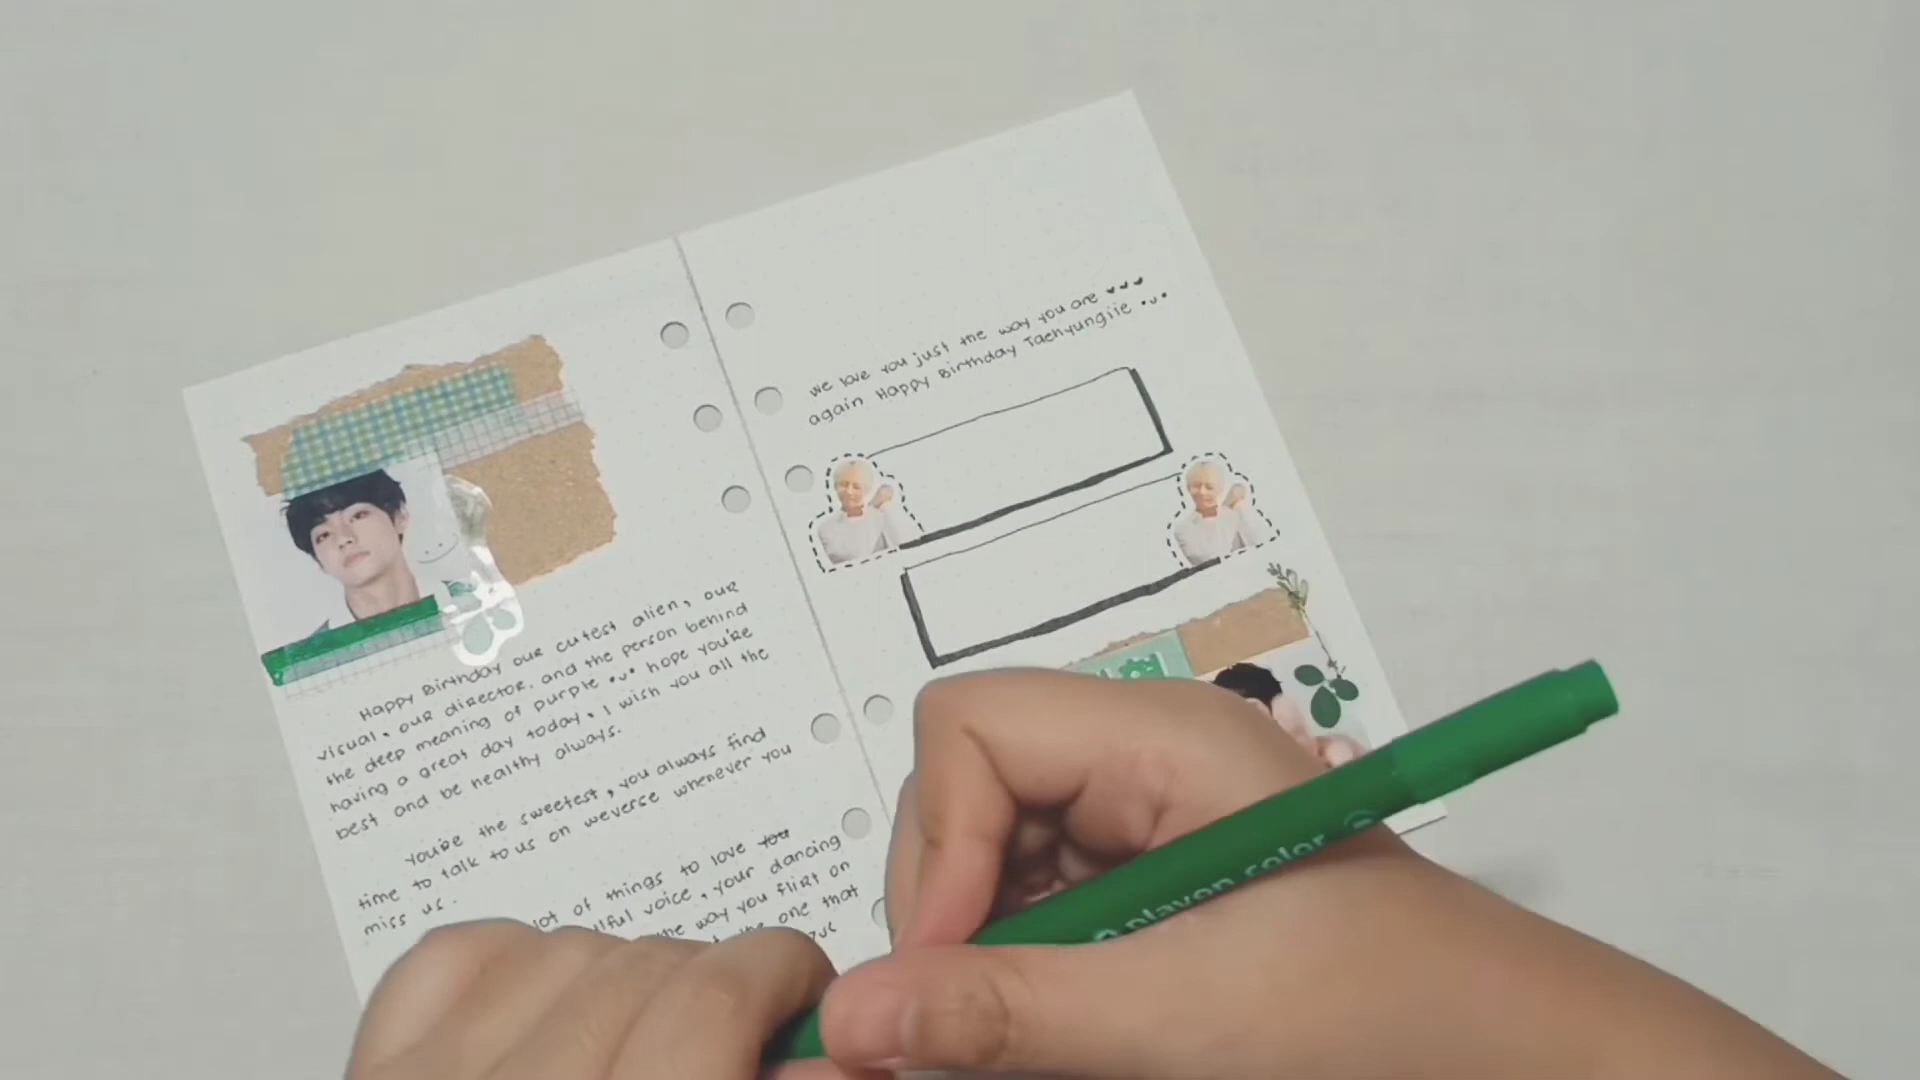 Happy Birthday our cutest alien, our
visual, our director, and the person behind
the deep meaning of purple •ᴗ• hope you're
having a great day today, I wish you all the
best and be healthy always.
You're the sweetest, you always find
time to talk to us on weverse whenever you
miss us.
lot of things to love you
voice, your dancing
the way you flirt on
the one that
We love you just the way you are ♥♥♥
again Happy Birthday Taehyungiie •ᴗ•
playon color